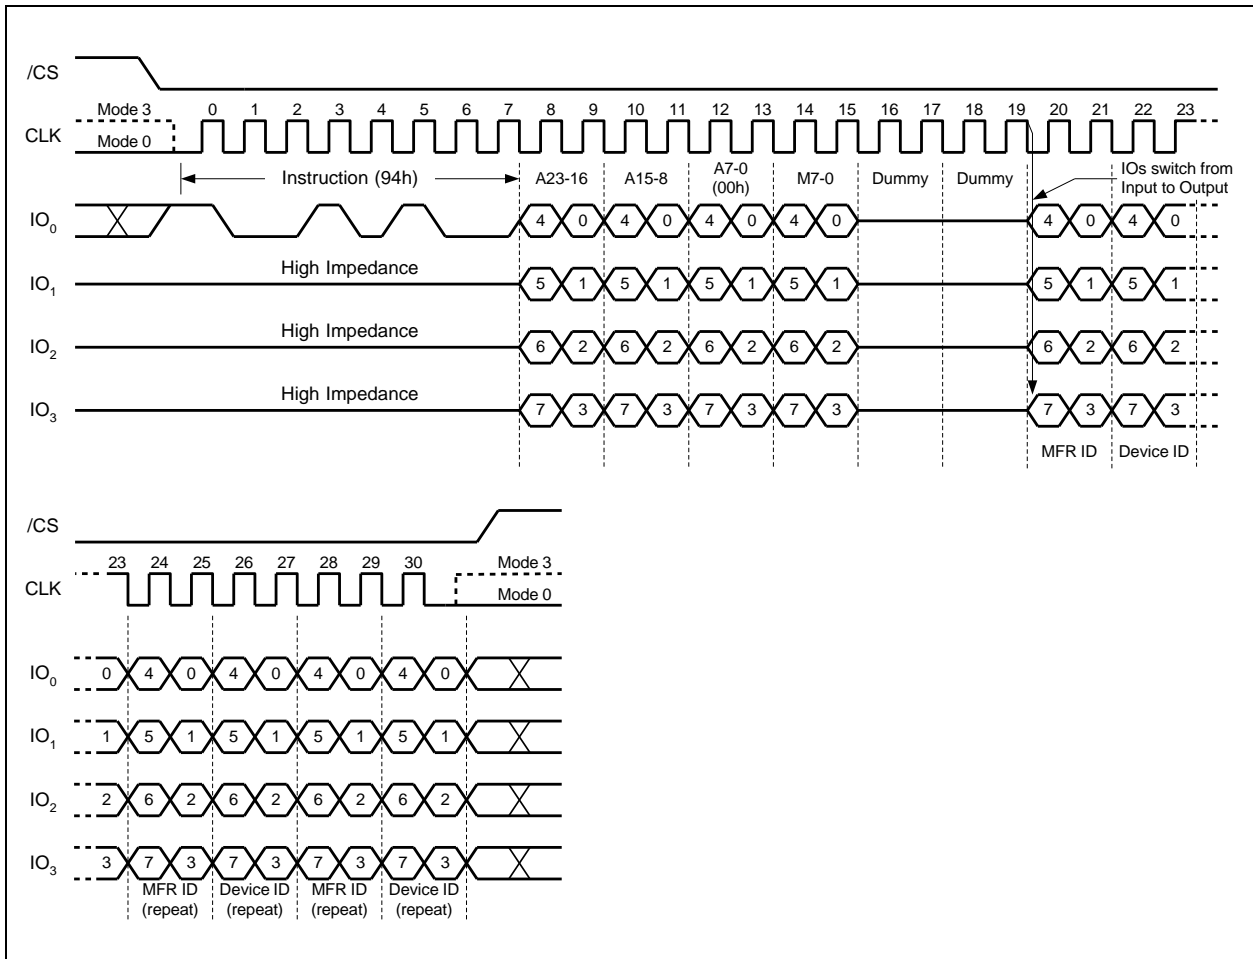 /CS
Mode 3 0 1 2 3 4 5 6 7 8 9 10 11 12 13 14 15 16 17 18 19 20 21 22 23
CLK
Mode 0
Instruction (94h) A23-16 A15-8 A7-0 (00h) M7-0 Dummy Dummy
IOs switch from
Input to Output
IO0 4 0 4 0 4 0 4 0 4 0 4 0
High Impedance
IO1 5 1 5 1 5 1 5 1 5 1 5 1
High Impedance
IO2 6 2 6 2 6 2 6 2 6 2 6 2
High Impedance
IO3 7 3 7 3 7 3 7 3 7 3 7 3
MFR ID Device ID
/CS
23 24 25 26 27 28 29 30 Mode 3
CLK
Mode 0
IO0 0 4 0 4 0 4 0 4 0
IO1 1 5 1 5 1 5 1 5 1
IO2 2 6 2 6 2 6 2 6 2
IO3 3 7 3 7 3 7 3 7 3
MFR ID Device ID MFR ID Device ID
(repeat) (repeat) (repeat) (repeat)